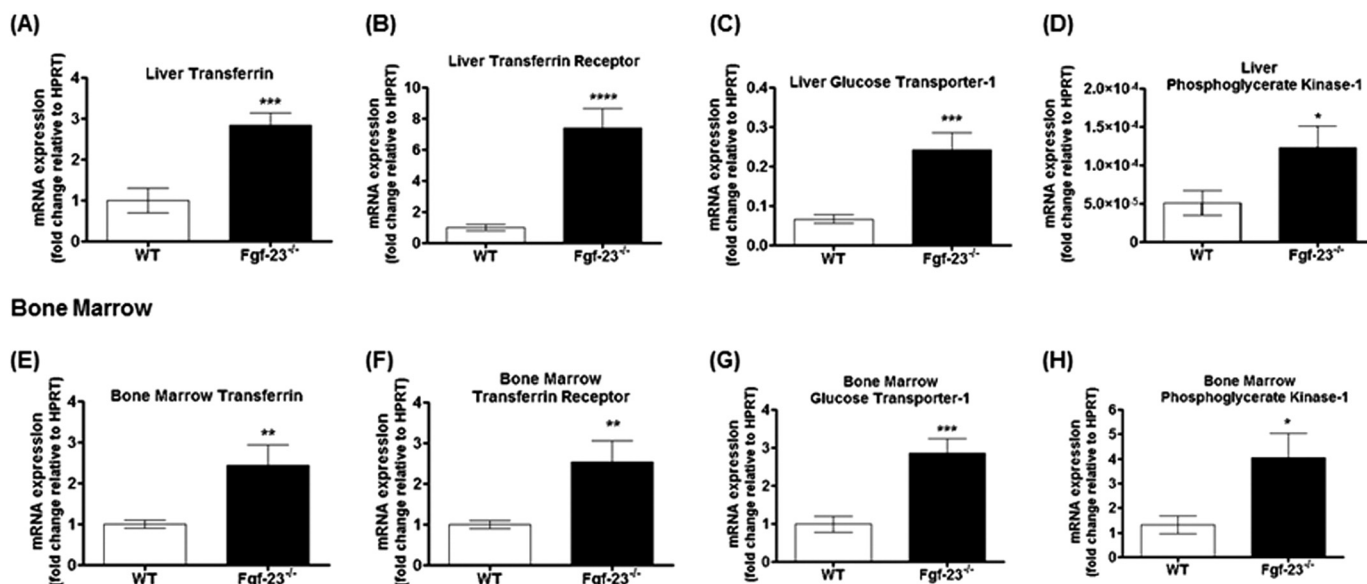 (A)
Liver Transferrin
mRNA expression
(fold change relative to HPRT)
4
3
2
1
0
***
WT
Fgf-23-/-
(B)
Liver Transferrin Receptor
mRNA expression
(fold change relative to HPRT)
10
8
6
4
2
0
****
WT
Fgf-23-/-
(C)
Liver Glucose Transporter-1
mRNA expression
(fold change relative to HPRT)
0.4
0.3
0.2
0.1
0.0
***
WT
Fgf-23-/-
(D)
Liver
Phosphoglycerate Kinase-1
mRNA expression
(fold change relative to HPRT)
2.0×10-4
1.5×10-4
1.0×10-4
5.0×10-5
0
*
WT
Fgf-23-/-
Bone Marrow
(E)
Bone Marrow Transferrin
mRNA expression
(fold change relative to HPRT)
4
3
2
1
0
**
WT
Fgf-23-/-
(F)
Bone Marrow
Transferrin Receptor
mRNA expression
(fold change relative to HPRT)
4
3
2
1
0
**
WT
Fgf-23-/-
(G)
Bone Marrow
Glucose Transporter-1
mRNA expression
(fold change relative to HPRT)
4
3
2
1
0
***
WT
Fgf-23-/-
(H)
Bone Marrow
Phosphoglycerate Kinase-1
mRNA expression
(fold change relative to HPRT)
6
5
4
3
2
1
0
*
WT
Fgf-23-/-